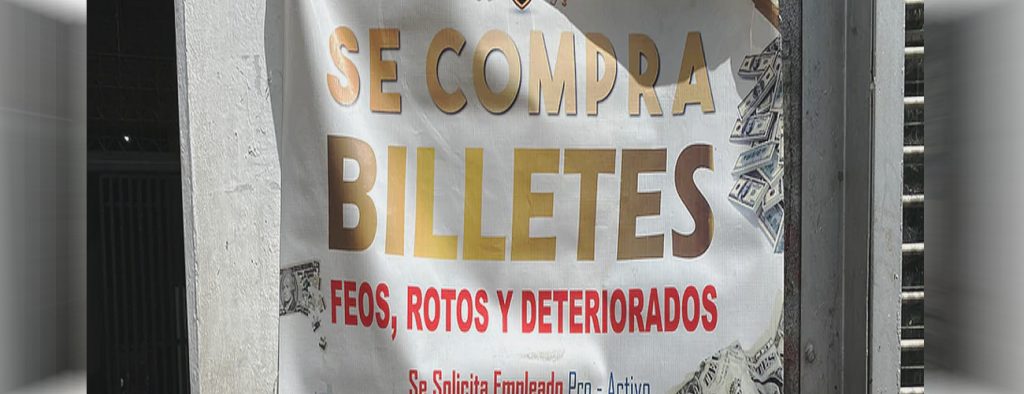 SE COMPRA
BILLETES
FEOS, ROTOS Y DETERIORADOS
Se Solicita Empleado Pro - Activo